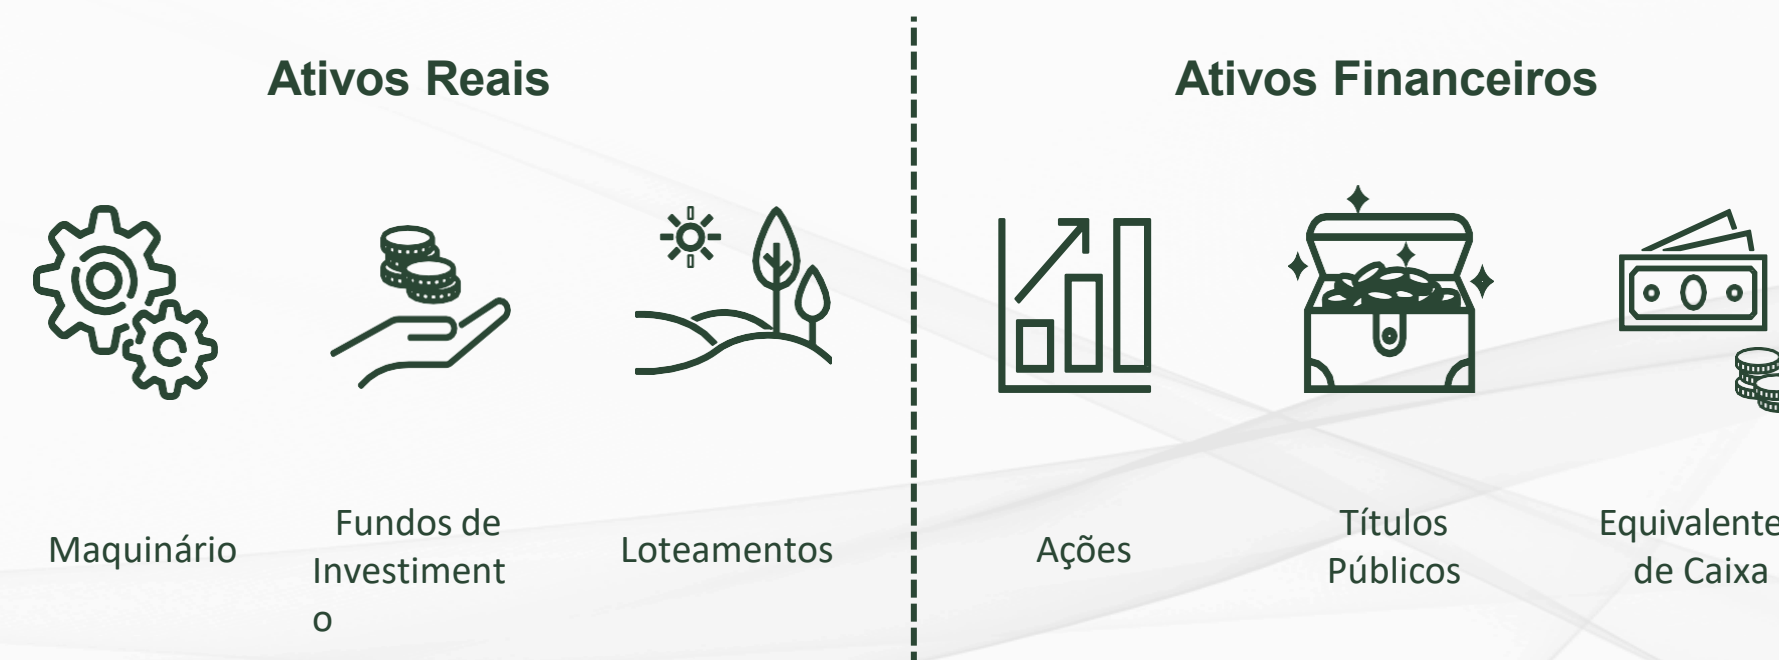 Ativos Reais
Maquinário
Fundos de
Investiment
o
Loteamentos
Ativos Financeiros
Ações
Títulos
Públicos
Equivalente
de Caixa